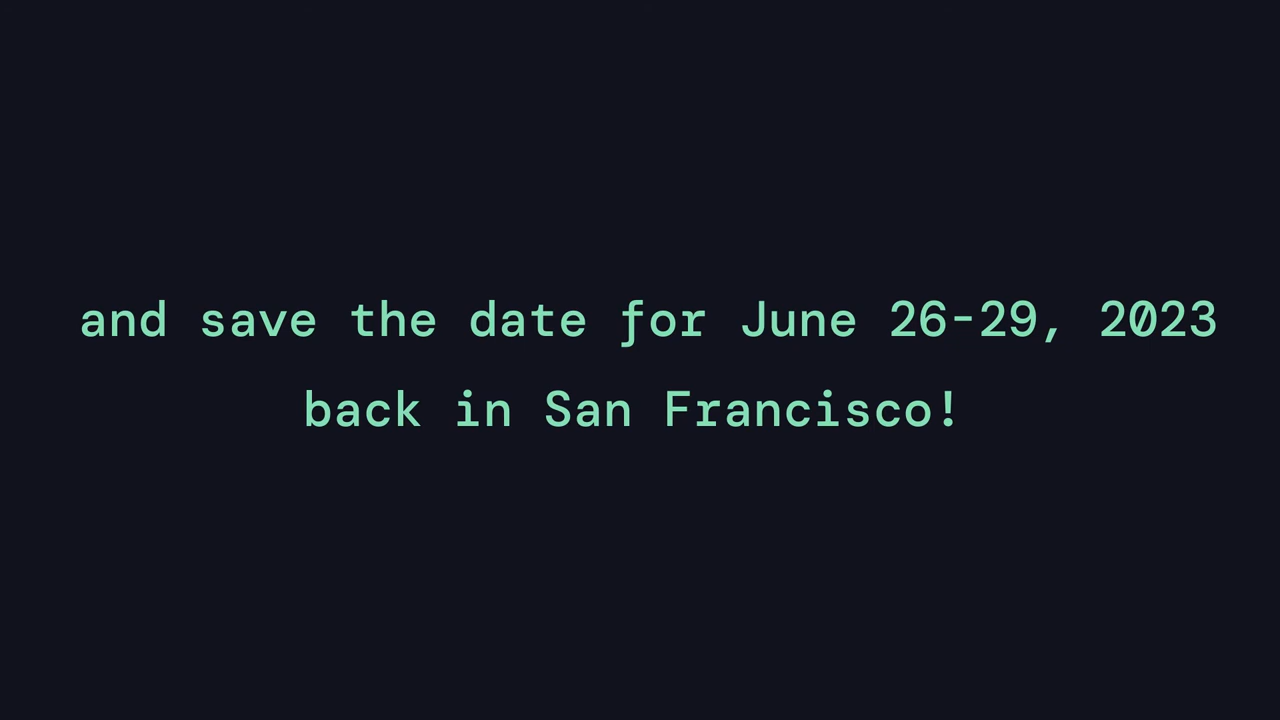 and save the date for June 26-29, 2023
back in San Francisco!